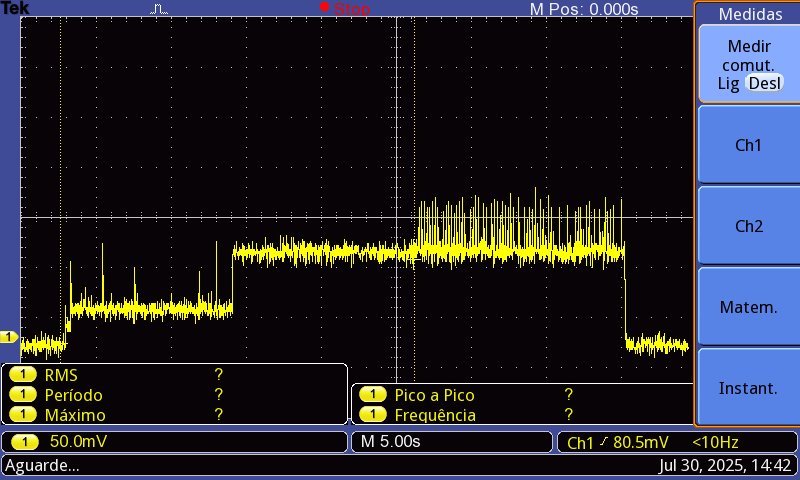 Tek
Stop
M Pos: 0.000s
Medidas
Medir
comut.
Lig Desl
Ch1
Ch2
Matem.
Instant.
1
1 RMS ?
1 Período ?
1 Máximo ?
1 Pico a Pico ?
1 Frequência ?
1 50.0mV
M 5.00s
Ch1 80.5mV <10Hz
Aguarde...
Jul 30, 2025, 14:42